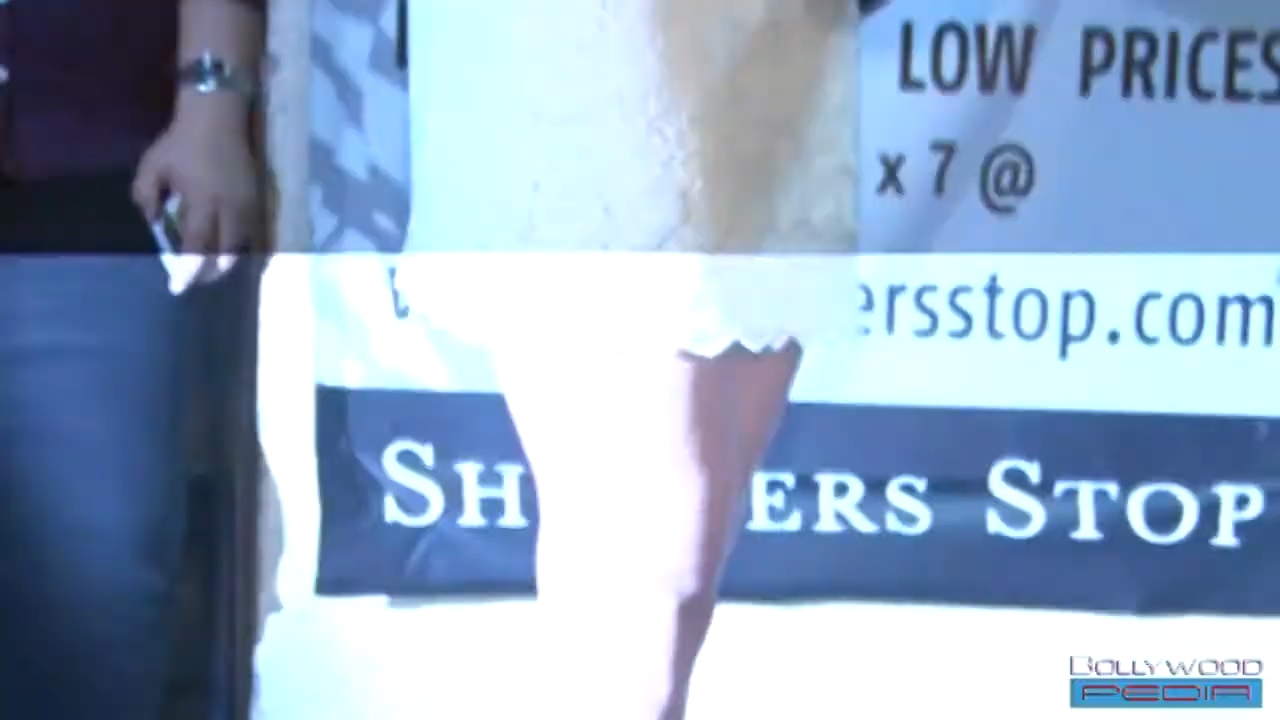 LOW PRICES
x 7 @
ersstop.com
SH ERS STOP
BOLLYWOOD
PEDIA